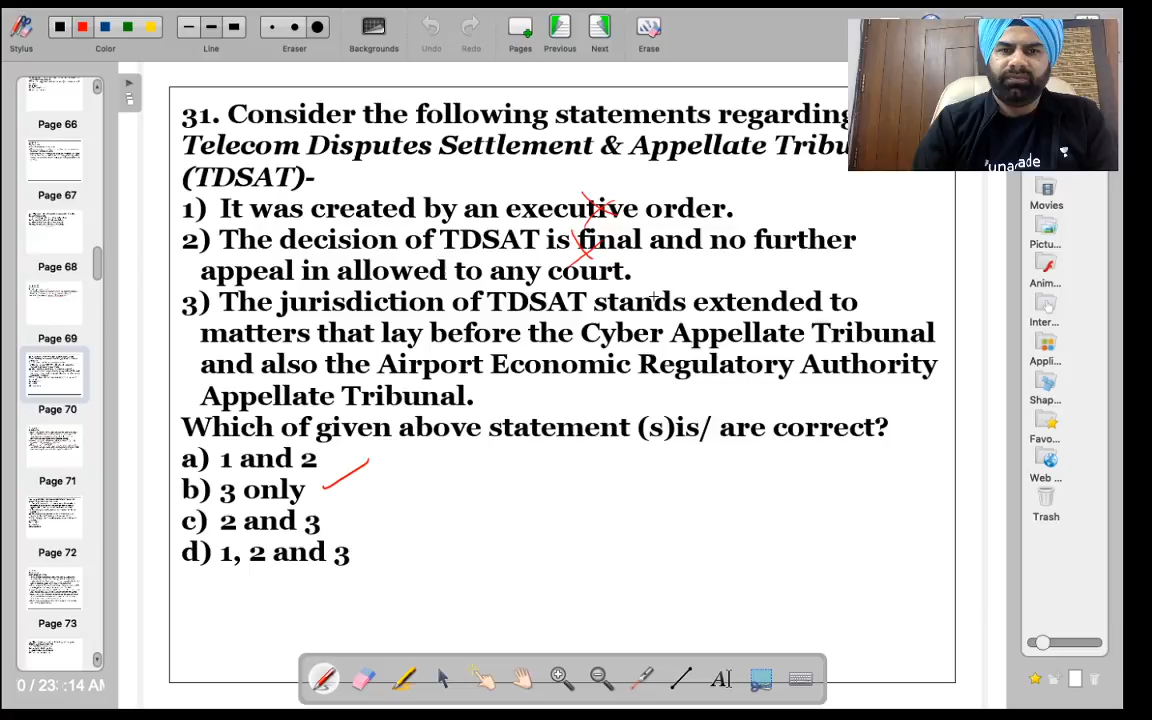 Stylus
Color
Line
Eraser
Backgrounds
Undo
Redo
Pages
Previous
Next
Erase
Page 66
Page 67
Page 68
Page 69
Page 70
Page 71
Page 72
Page 73
31. Consider the following statements regarding
Telecom Disputes Settlement & Appellate Tribu
(TDSAT)-
1) It was created by an executive order.
2) The decision of TDSAT is final and no further
appeal in allowed to any court.
3) The jurisdiction of TDSAT stands extended to
matters that lay before the Cyber Appellate Tribunal
and also the Airport Economic Regulatory Authority
Appellate Tribunal.
Which of given above statement (s)is/ are correct?
a) 1 and 2
b) 3 only
c) 2 and 3
d) 1, 2 and 3
Movies
Pictu...
Anim...
Inter...
Appli...
Shap...
Favo...
Web ...
Trash